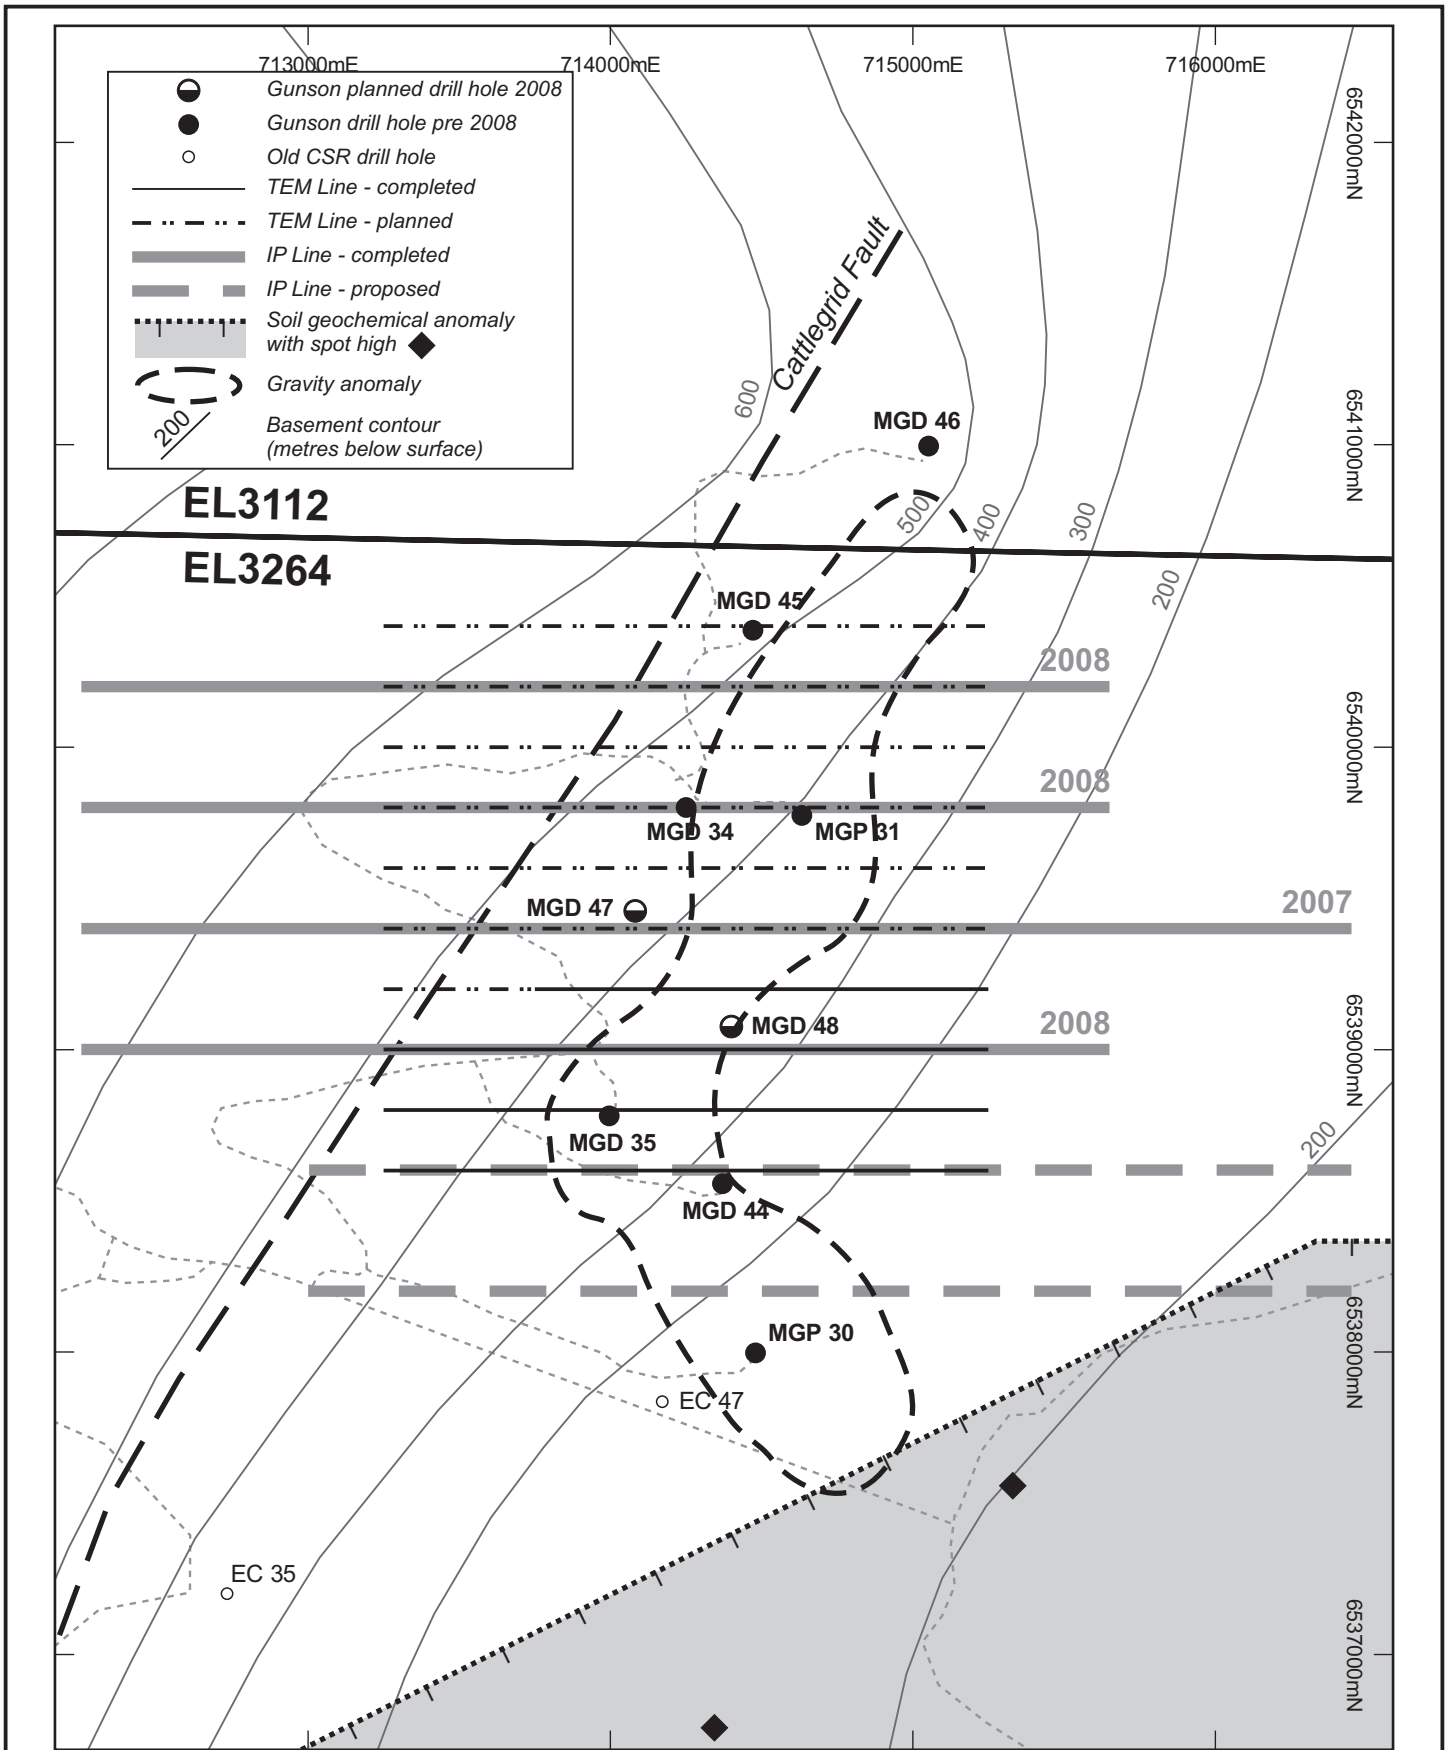 713000mE
714000mE
715000mE
716000mE
Gunson planned drill hole 2008
Gunson drill hole pre 2008
Old CSR drill hole
TEM Line - completed
TEM Line - planned
IP Line - completed
IP Line - proposed
Soil geochemical anomaly
with spot high
Gravity anomaly
200
Basement contour
(metres below surface)
6542000mN
Cattlegrid Fault
600
MGD 46
6541000mN
EL3112
500
400
300
EL3264
200
MGD 45
2008
6540000mN
2008
MGD 34
MGP 31
MGD 47
2007
MGD 48
2008
6539000mN
MGD 35
200
MGD 44
MGP 30
6538000mN
EC 47
EC 35
6537000mN